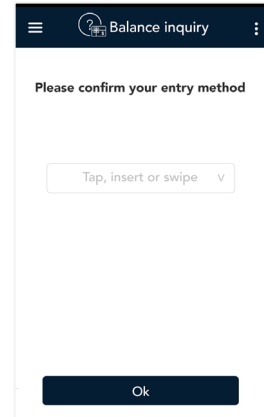 Balance inquiry
Please confirm your entry method
Tap, insert or swipe
Ok